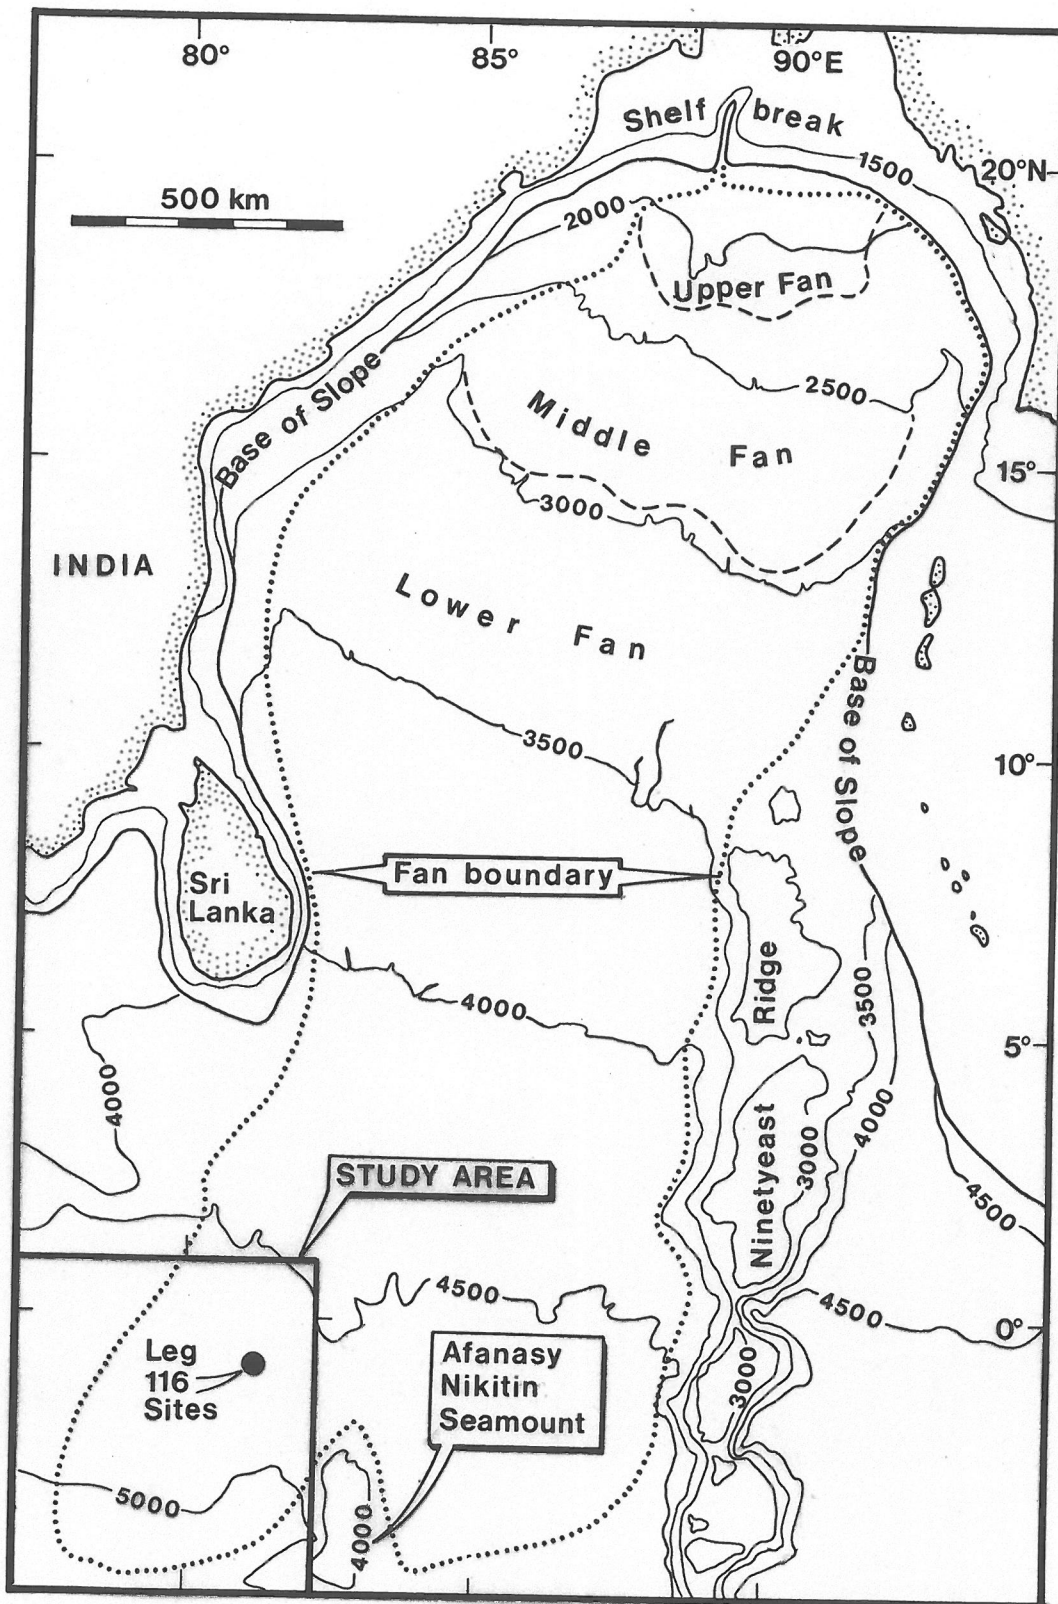 80°
85°
90°E
Shelf break
1500
20°N
500 km
2000
Upper Fan
2500
Base of Slope
Middle Fan
3000
15°
INDIA
Lower Fan
Base of Slope
3500
10°
Fan boundary
Sri
Lanka
Ridge
3500
4000
5°
4000
4000
Ninetyeast
3000
STUDY AREA
4500
4500
4500
0°
Leg
116
Sites
Afanasy
Nikitin
Seamount
3000
5000
4000